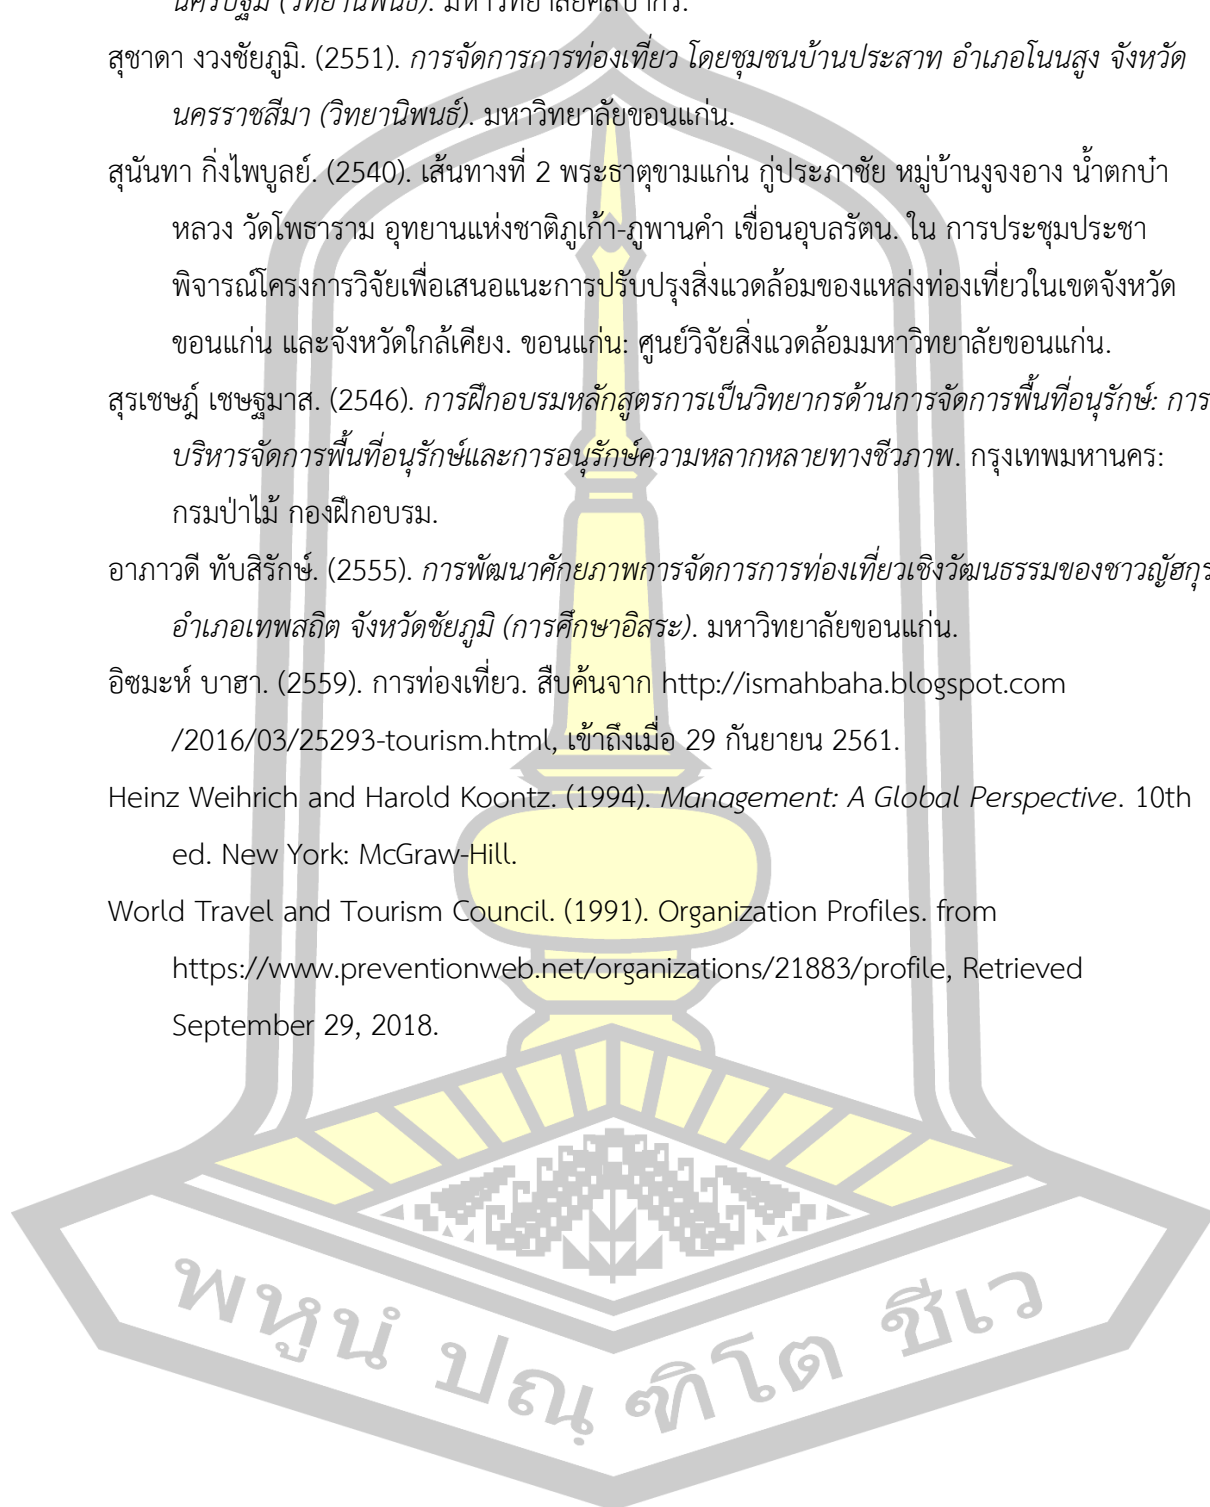 นครปฐม (วิทยานิพนธ์). มหาวิทยาลัยศิลปากร.
สุชาดา งวงชัยภูมิ. (2551). การจัดการการท่องเที่ยว โดยชุมชนบ้านประสาท อำเภอโนนสูง จังหวัด
นครราชสีมา (วิทยานิพนธ์). มหาวิทยาลัยขอนแก่น.
สุนันทา กิ่งไพบูลย์. (2540). เส้นทางที่ 2 พระธาตุขามแก่น กู่ประภาชัย หมู่บ้านงูจงอาง น้ำตกบ๋า
หลวง วัดโพธาราม อุทยานแห่งชาติภูเก้า-ภูพานคำ เขื่อนอุบลรัตน. ใน การประชุมประชา
พิจารณ์โครงการวิจัยเพื่อเสนอแนะการปรับปรุงสิ่งแวดล้อมของแหล่งท่องเที่ยวในเขตจังหวัด
ขอนแก่น และจังหวัดใกล้เคียง. ขอนแก่น: ศูนย์วิจัยสิ่งแวดล้อมมหาวิทยาลัยขอนแก่น.
สุรเชษฎ์ เชษฐมาส. (2546). การฝึกอบรมหลักสูตรการเป็นวิทยากรด้านการจัดการพื้นที่อนุรักษ์: การ
บริหารจัดการพื้นที่อนุรักษ์และการอนุรักษ์ความหลากหลายทางชีวภาพ. กรุงเทพมหานคร:
กรมป่าไม้ กองฝึกอบรม.
อาภาวดี ทับสิรักษ์. (2555). การพัฒนาศักยภาพการจัดการการท่องเที่ยวเชิงวัฒนธรรมของชาวญัฮกุร
อำเภอเทพสถิต จังหวัดชัยภูมิ (การศึกษาอิสระ). มหาวิทยาลัยขอนแก่น.
อิซมะห์ บาฮา. (2559). การท่องเที่ยว. สืบค้นจาก http://ismahbaha.blogspot.com
/2016/03/25293-tourism.html, เข้าถึงเมื่อ 29 กันยายน 2561.
Heinz Weihrich and Harold Koontz. (1994). Management: A Global Perspective. 10th
ed. New York: McGraw-Hill.
World Travel and Tourism Council. (1991). Organization Profiles. from
https://www.preventionweb.net/organizations/21883/profile, Retrieved
September 29, 2018.
พหูนํ ปณฺฑิโต ชีเว